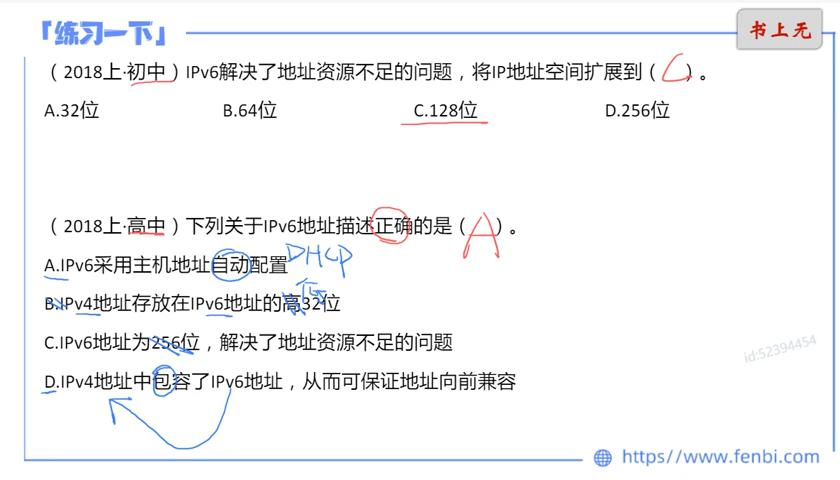 「练习一下」
书上无
（2018上·初中）IPv6解决了地址资源不足的问题，将IP地址空间扩展到（C）。
A.32位 B.64位 C.128位 D.256位
（2018上·高中）下列关于IPv6地址描述正确的是（A）。
A.IPv6采用主机地址自动配置 DHCP
B.IPv4地址存放在IPv6地址的高32位 低
C.IPv6地址为256位，解决了地址资源不足的问题
D.IPv4地址中包容了IPv6地址，从而可保证地址向前兼容
id:52394454
https://www.fenbi.com